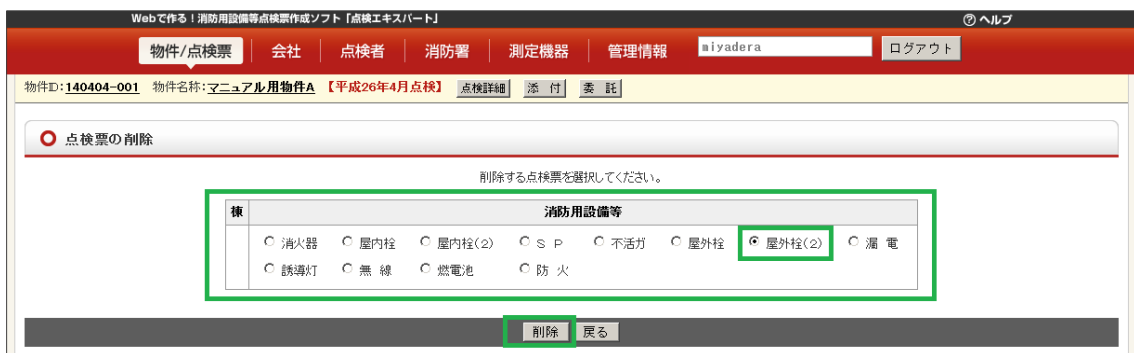 Webで作る！消防用設備等点検票作成ソフト「点検エキスパート」 ? ヘルプ
物件/点検票 会社 点検者 消防署 測定機器 管理情報 miyadera ログアウト
物件ID:140404-001 物件名称:マニュアル用物件A 【平成26年4月点検】 点検詳細 添 付 委 託
点検票の削除
削除する点検票を選択してください。
棟 消防用設備等
消火器 屋内栓 屋内栓(2) S P 不活ガ 屋外栓 屋外栓(2) 漏 電
誘導灯 無 線 燃電池 防 火
削除 戻る